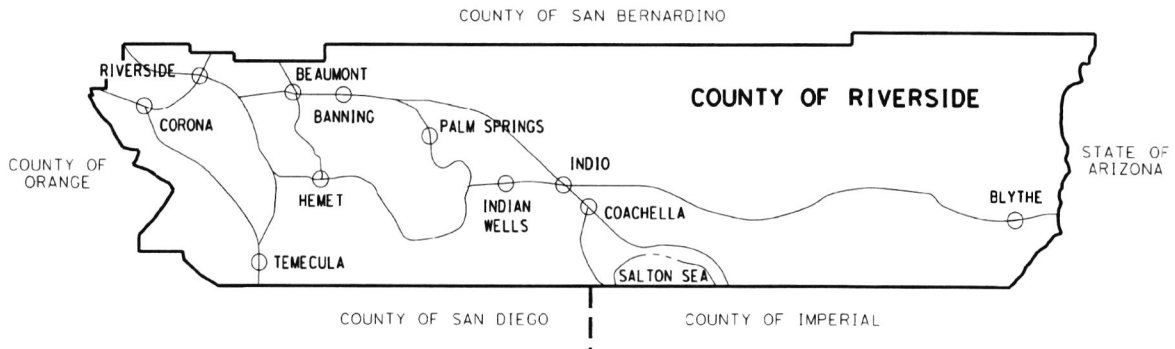 COUNTY OF SAN BERNARDINO
RIVERSIDE
BEAUMONT
COUNTY OF RIVERSIDE
BANNING
CORONA
PALM SPRINGS
COUNTY OF
ORANGE
INDIO
STATE OF
ARIZONA
HEMET
INDIAN
WELLS
COACHELLA
BLYTHE
TEMECULA
SALTON SEA
COUNTY OF SAN DIEGO
COUNTY OF IMPERIAL